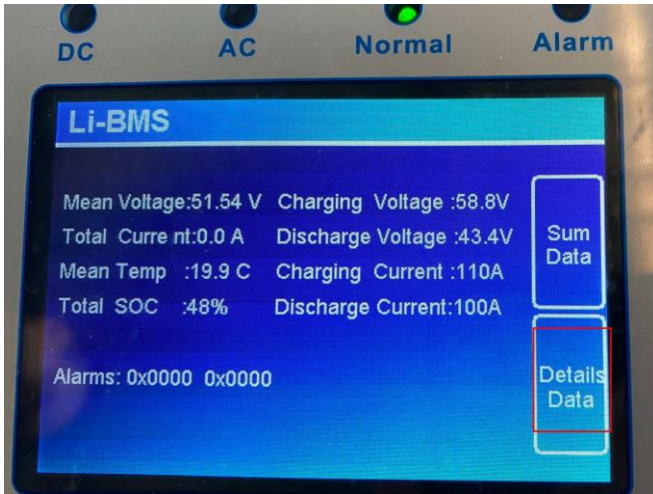 DC AC Normal Alarm
Li-BMS
Mean Voltage:51.54 V Charging Voltage :58.8V
Total Curre nt:0.0 A Discharge Voltage :43.4V
Mean Temp :19.9 C Charging Current :110A
Total SOC :48% Discharge Current:100A
Alarms: 0x0000 0x0000
Sum
Data
Details
Data